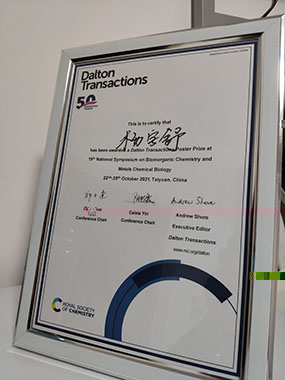 Dalton
Transactions
50
This is to certify that
has been awarded a Dalton Transactions Poster Prize at
15th National Symposium on Bioinorganic Chemistry and
Metals Chemical Biology
22nd-25th October 2021, Taiyuan, China
Andrew Shore
Caixia Yin
Andrew Shore
Conference Chair
Conference Chair
Executive Editor
Dalton Transactions
www.rsc.org/dalton
ROYAL SOCIETY
OF CHEMISTRY